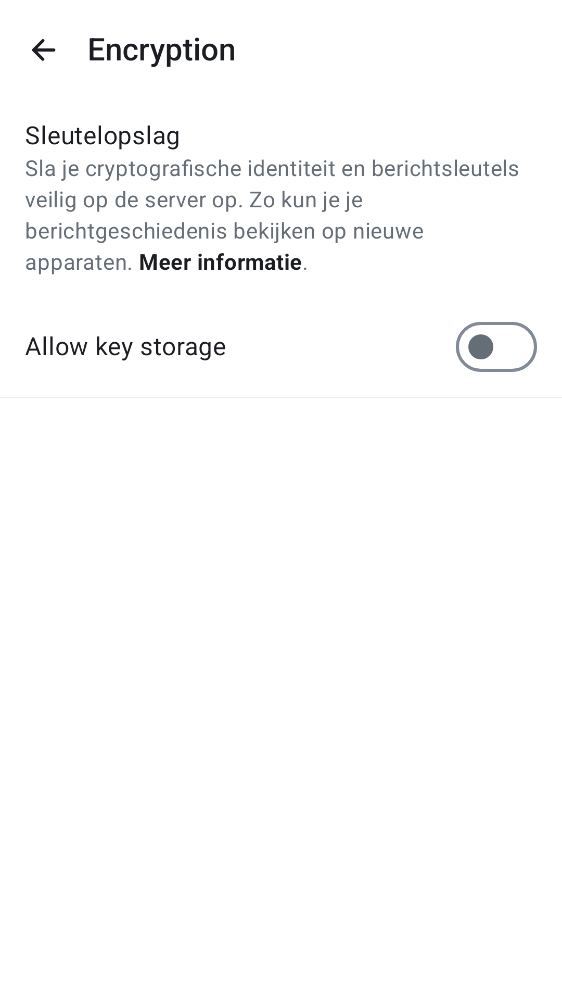 Encryption
Sleutelopslag
Sla je cryptografische identiteit en berichtsleutels
veilig op de server op. Zo kun je je
berichtgeschiedenis bekijken op nieuwe
apparaten. Meer informatie.
Allow key storage